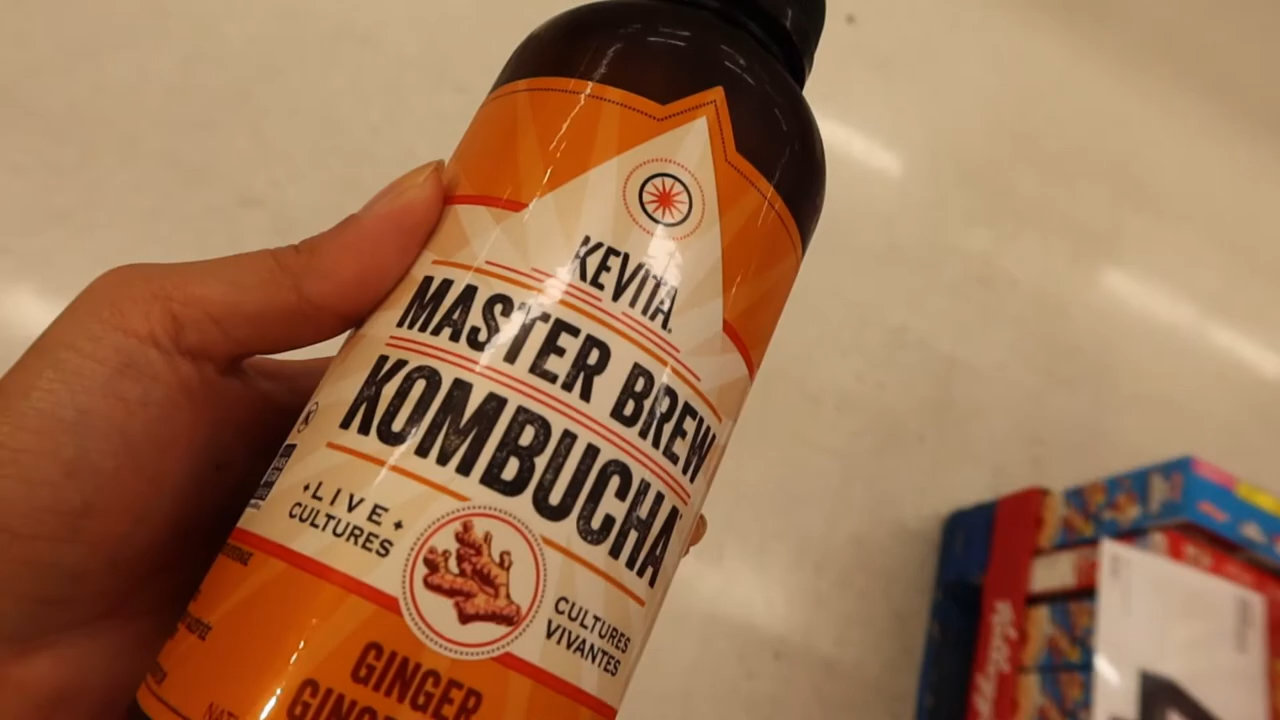 KEVITA
MASTER BREW
KOMBUCHA
LIVE
CULTURES
CULTURES
VIVANTES
GINGER